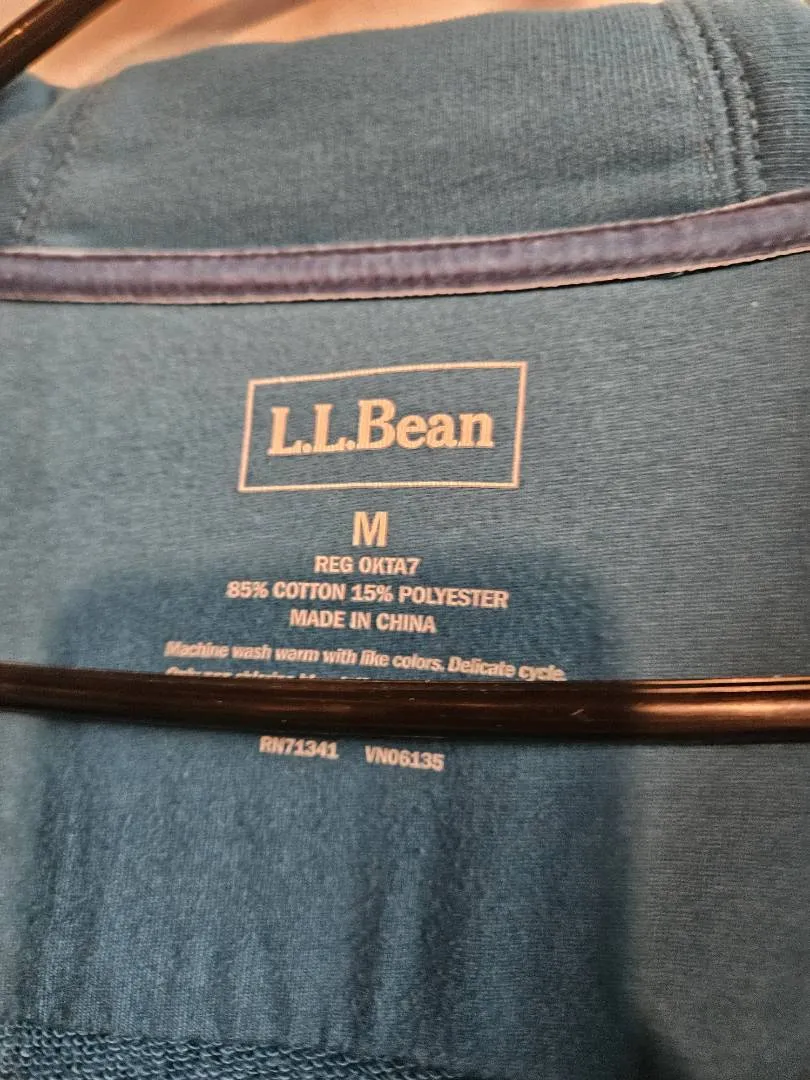 L.L.Bean
M
REG OKTA7
85% COTTON 15% POLYESTER
MADE IN CHINA
Machine wash warm with like colors. Delicate cycle.
RN71341 VN06135